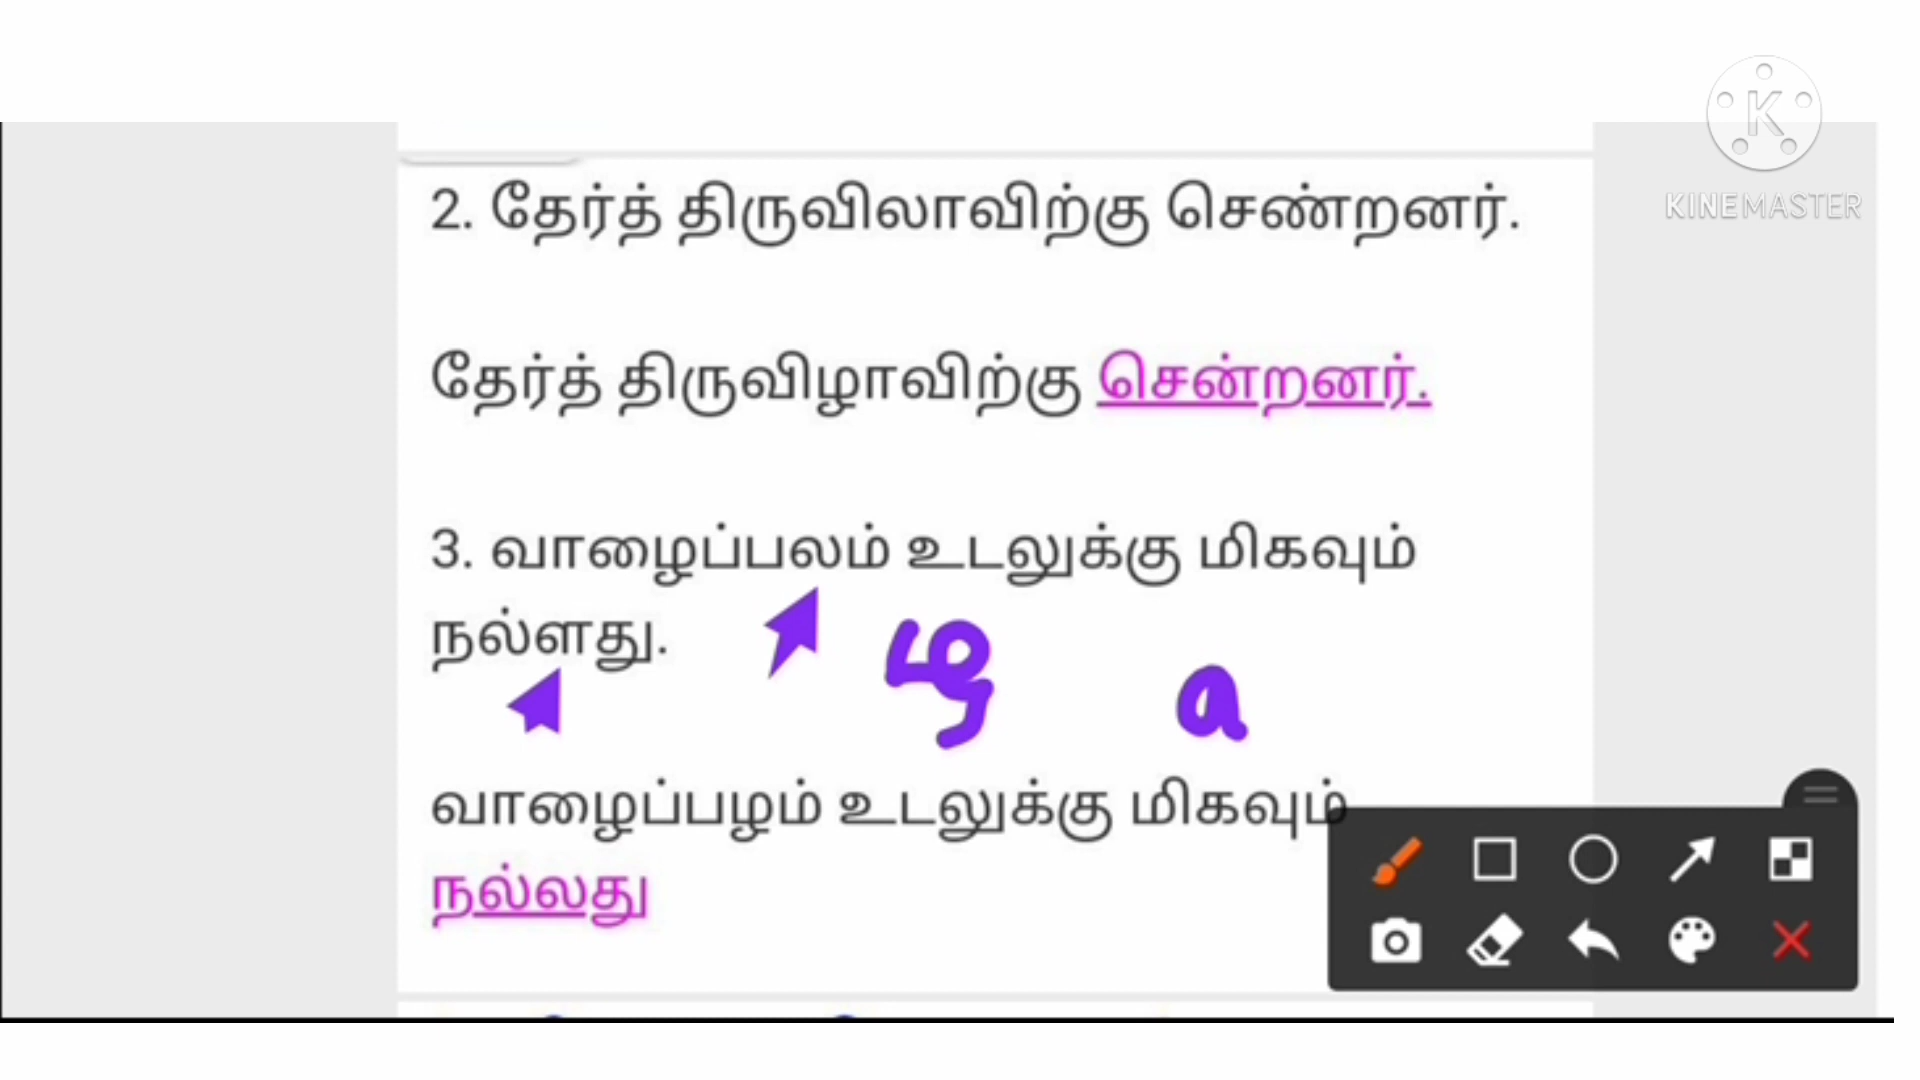 K
KINEMASTER
2. தேர்த் திருவிலாவிற்கு செண்றனர்.
தேர்த் திருவிழாவிற்கு சென்றனர்.
3. வாழைப்பலம் உடலுக்கு மிகவும்
நல்ளது.
ழ
வாழைப்பழம் உடலுக்கு மிகவும்
நல்லது